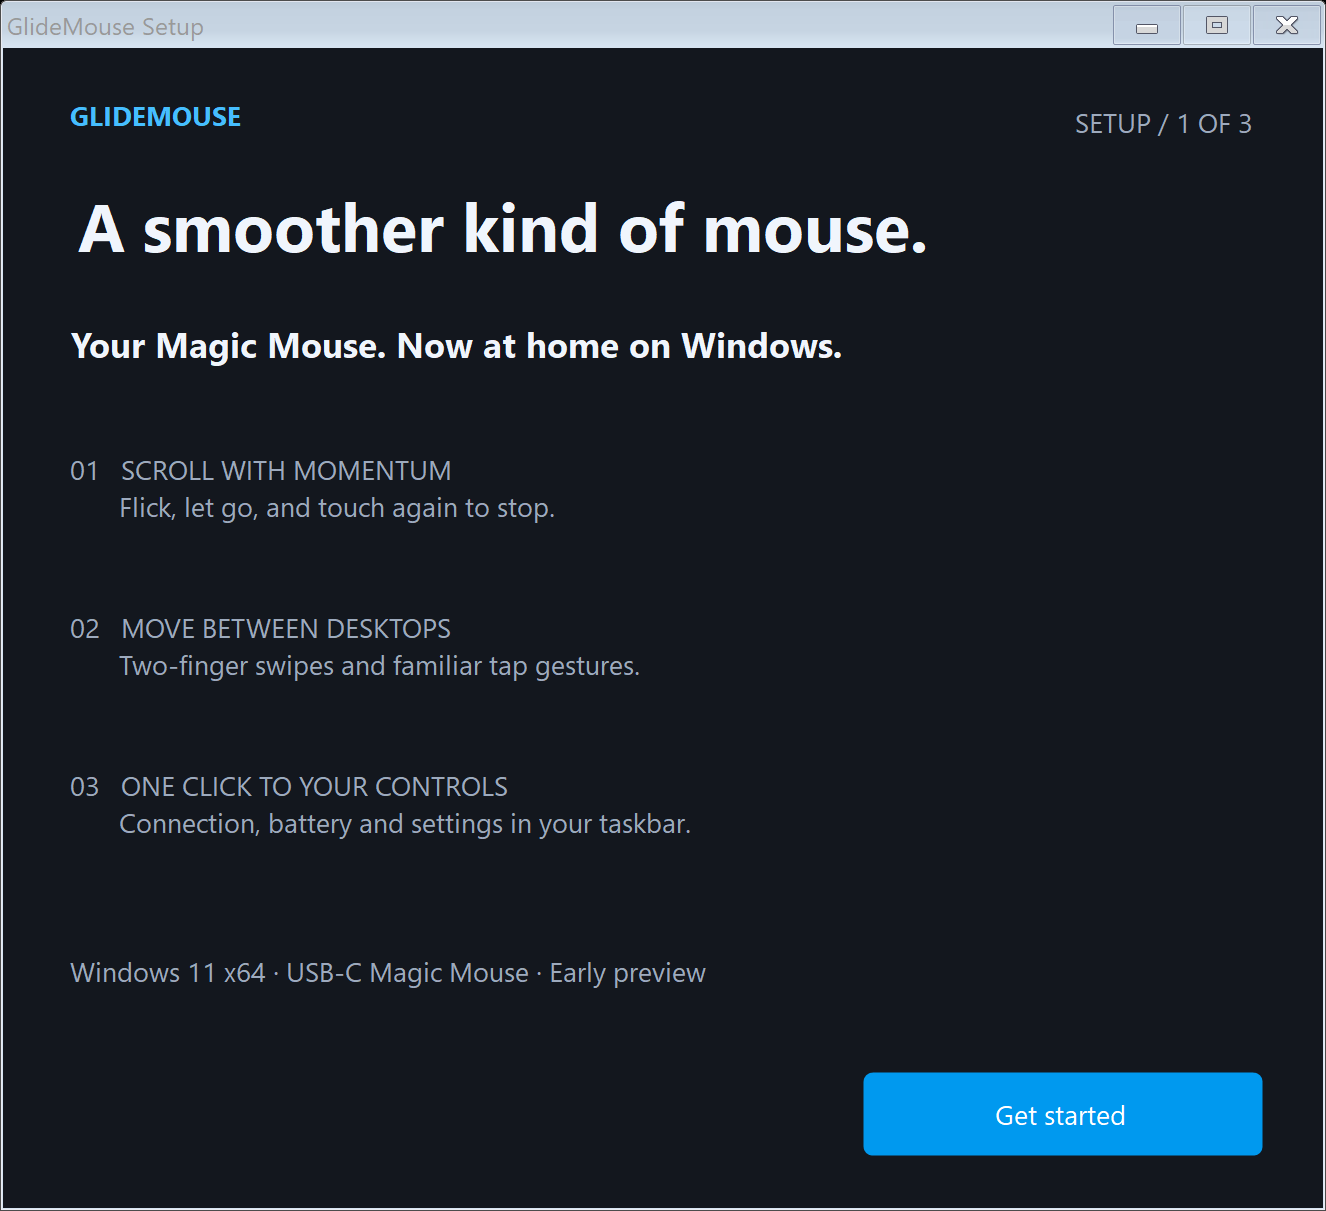 GlideMouse Setup
GLIDEMOUSE
SETUP / 1 OF 3
A smoother kind of mouse.
Your Magic Mouse. Now at home on Windows.
01 SCROLL WITH MOMENTUM
Flick, let go, and touch again to stop.
02 MOVE BETWEEN DESKTOPS
Two-finger swipes and familiar tap gestures.
03 ONE CLICK TO YOUR CONTROLS
Connection, battery and settings in your taskbar.
Windows 11 x64 · USB-C Magic Mouse · Early preview
Get started